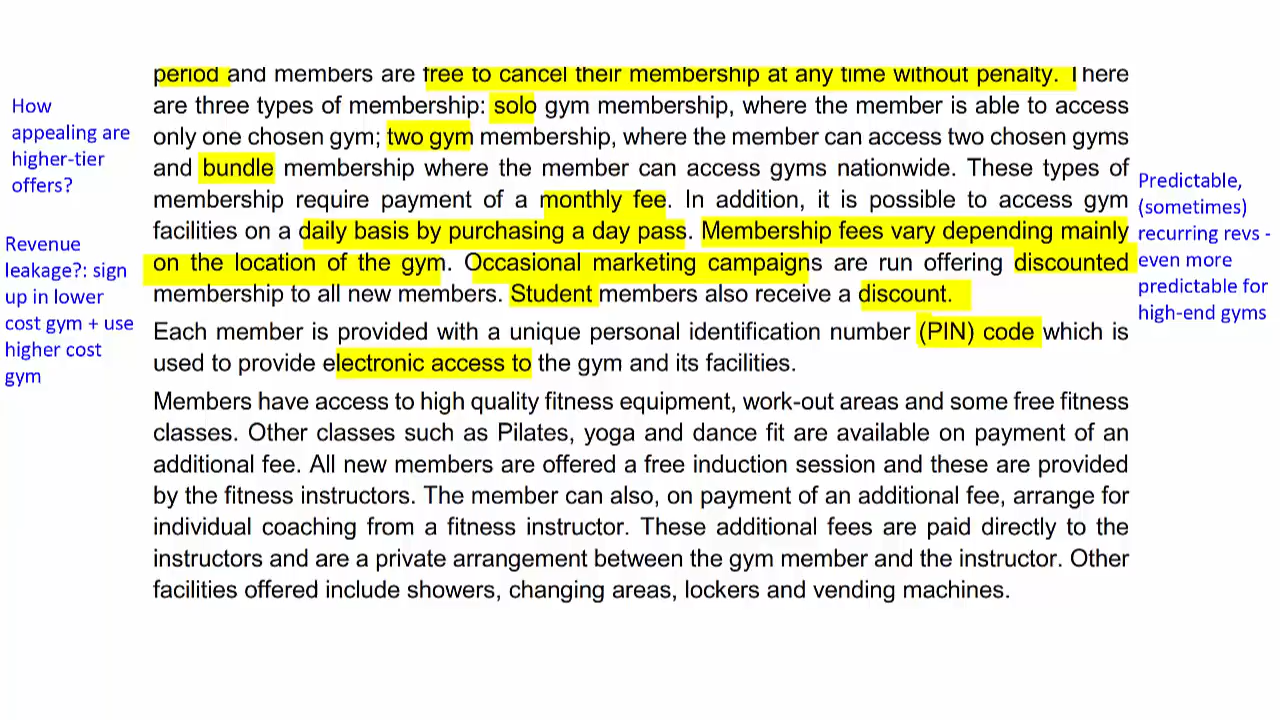 period and members are free to cancel their membership at any time without penalty. There
are three types of membership: solo gym membership, where the member is able to access
only one chosen gym; two gym membership, where the member can access two chosen gyms
and bundle membership where the member can access gyms nationwide. These types of
membership require payment of a monthly fee. In addition, it is possible to access gym
facilities on a daily basis by purchasing a day pass. Membership fees vary depending mainly
on the location of the gym. Occasional marketing campaigns are run offering discounted
membership to all new members. Student members also receive a discount.
Each member is provided with a unique personal identification number (PIN) code which is
used to provide electronic access to the gym and its facilities.
Members have access to high quality fitness equipment, work-out areas and some free fitness
classes. Other classes such as Pilates, yoga and dance fit are available on payment of an
additional fee. All new members are offered a free induction session and these are provided
by the fitness instructors. The member can also, on payment of an additional fee, arrange for
individual coaching from a fitness instructor. These additional fees are paid directly to the
instructors and are a private arrangement between the gym member and the instructor. Other
facilities offered include showers, changing areas, lockers and vending machines.
How
appealing are
higher-tier
offers?
Revenue
leakage?: sign
up in lower
cost gym + use
higher cost
gym
Predictable,
(sometimes)
recurring revs -
even more
predictable for
high-end gyms